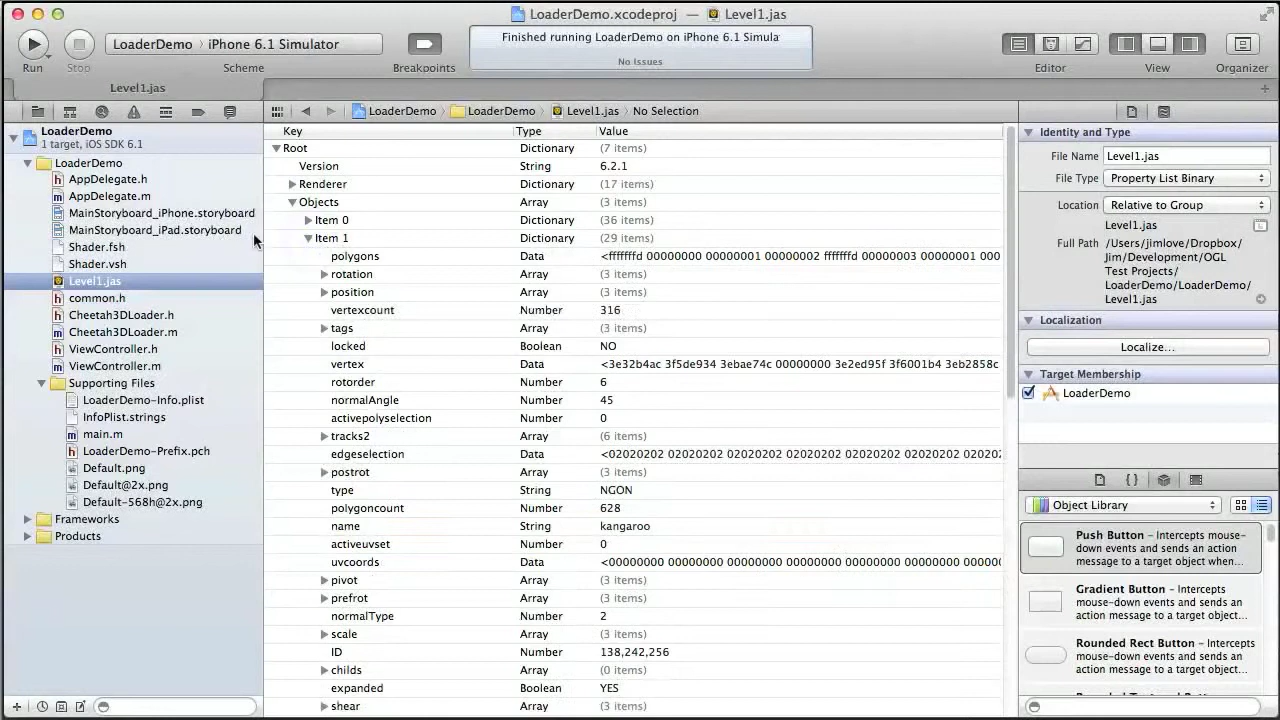 LoaderDemo.xcodeproj — Level1.jas
Run
Stop
LoaderDemo › iPhone 6.1 Simulator
Scheme
Breakpoints
Finished running LoaderDemo on iPhone 6.1 Simula
No Issues
Editor
View
Organizer
Level1.jas
LoaderDemo
1 target, iOS SDK 6.1
LoaderDemo
AppDelegate.h
AppDelegate.m
MainStoryboard_iPhone.storyboard
MainStoryboard_iPad.storyboard
Shader.fsh
Shader.vsh
Level1.jas
common.h
Cheetah3DLoader.h
Cheetah3DLoader.m
ViewController.h
ViewController.m
Supporting Files
LoaderDemo-Info.plist
InfoPlist.strings
main.m
LoaderDemo-Prefix.pch
Default.png
Default@2x.png
Default-568h@2x.png
Frameworks
Products
LoaderDemo › LoaderDemo › Level1.jas › No Selection
Key Type Value
Root Dictionary (7 items)
Version String 6.2.1
Renderer Dictionary (17 items)
Objects Array (3 items)
Item 0 Dictionary (36 items)
Item 1 Dictionary (29 items)
polygons Data <fffffffd 00000000 00000001 00000002 fffffffd 00000003 00000001 000
rotation Array (3 items)
position Array (3 items)
vertexcount Number 316
tags Array (3 items)
locked Boolean NO
vertex Data <3e32b4ac 3f5de934 3ebae74c 00000000 3e2ed95f 3f6001b4 3eb2858c
rotorder Number 6
normalAngle Number 45
activepolyselection Number 0
tracks2 Array (6 items)
edgeselection Data <02020202 02020202 02020202 02020202 02020202 020202
postrot Array (3 items)
type String NGON
polygoncount Number 628
name String kangaroo
activeuvset Number 0
uvcoords Data <00000000 00000000 00000000 00000000 00000000 000000
pivot Array (3 items)
prefrot Array (3 items)
normalType Number 2
scale Array (3 items)
ID Number 138,242,256
childs Array (0 items)
expanded Boolean YES
shear Array (3 items)
Identity and Type
File Name Level1.jas
File Type Property List Binary
Location Relative to Group
Level1.jas
Full Path /Users/jimlove/Dropbox/
Jim/Development/OGL
Test Projects/
LoaderDemo/LoaderDemo/
Level1.jas
Localization
Localize...
Target Membership
LoaderDemo
Object Library
Push Button – Intercepts mouse-
down events and sends an action
message to a target object when...
Gradient Button – Intercepts
mouse-down events and sends an
action message to a target object...
Rounded Rect Button – Intercepts
mouse-down events and sends an
action message to a target object...